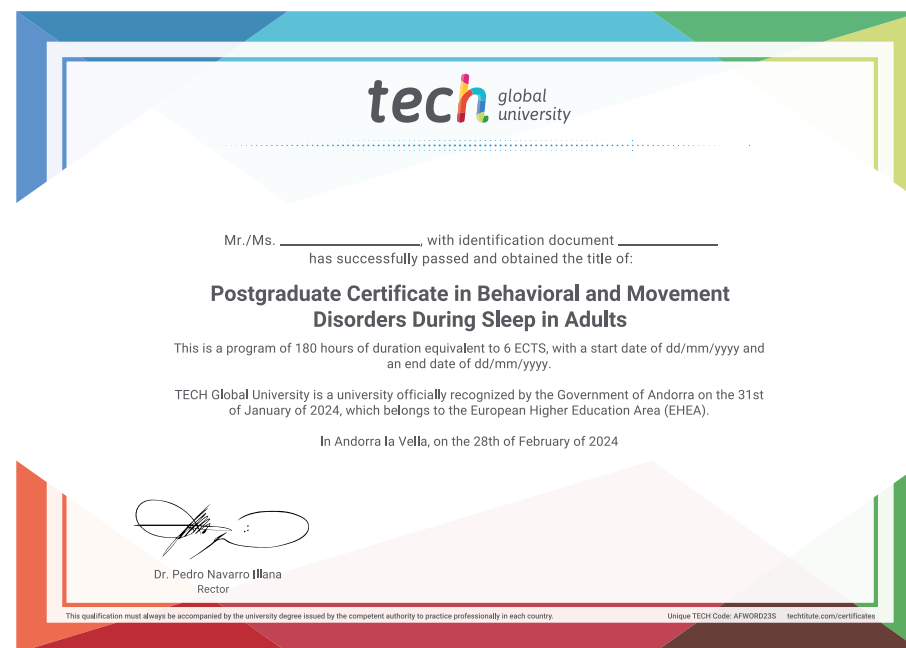 tech global
university
Mr./Ms. ____________, with identification document ____________
has successfully passed and obtained the title of:
Postgraduate Certificate in Behavioral and Movement
Disorders During Sleep in Adults
This is a program of 180 hours of duration equivalent to 6 ECTS, with a start date of dd/mm/yyyy and
an end date of dd/mm/yyyy.
TECH Global University is a university officially recognized by the Government of Andorra on the 31st
of January of 2024, which belongs to the European Higher Education Area (EHEA).
In Andorra la Vella, on the 28th of February of 2024
Dr. Pedro Navarro Illana
Rector
This qualification must always be accompanied by the university degree issued by the competent authority to practice professionally in each country. Unique TECH Code: AFWORD23S techtitute.com/certificates